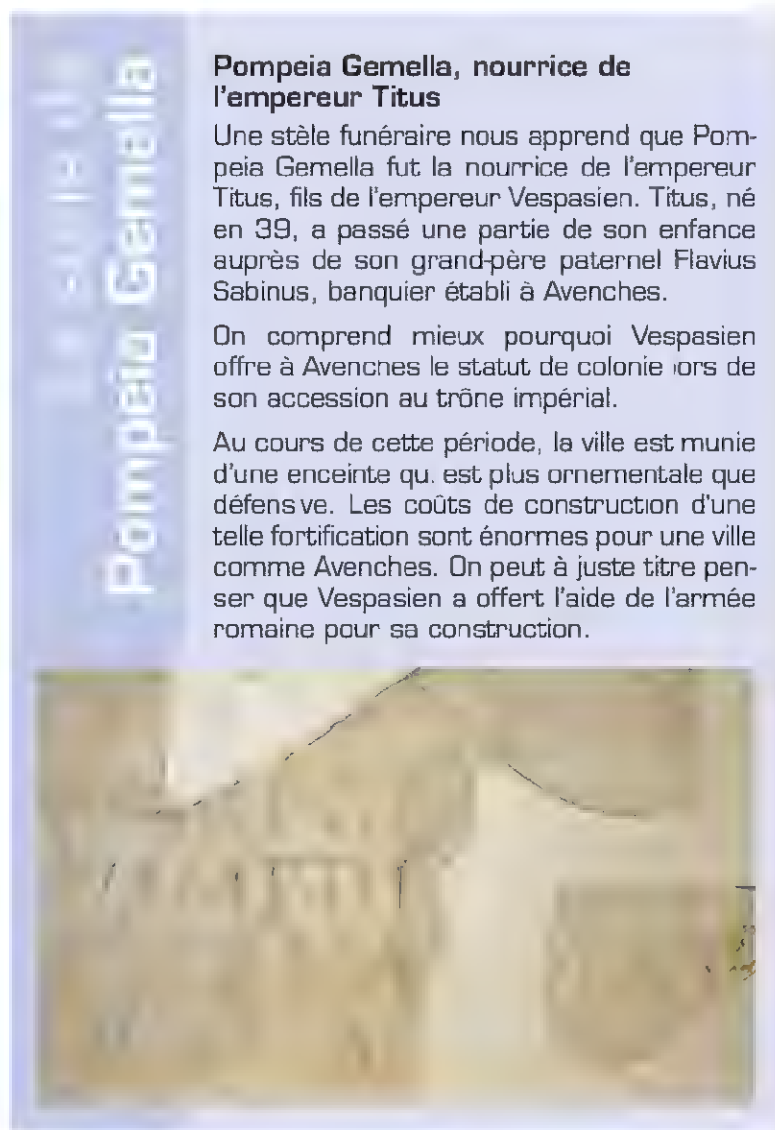 Pompeia Gemella
Pompeia Gemella, nourrice de
l'empereur Titus
Une stèle funéraire nous apprend que Pom-
peia Gemella fut la nourrice de l'empereur
Titus, fils de l'empereur Vespasien. Titus, né
en 39, a passé une partie de son enfance
auprès de son grand-père paternel Flavius
Sabinus, banquier établi à Avenches.
On comprend mieux pourquoi Vespasien
offre à Avenches le statut de colonie lors de
son accession au trône impérial.
Au cours de cette période, la ville est munie
d'une enceinte qui est plus ornementale que
défensive. Les coûts de construction d'une
telle fortification sont énormes pour une ville
comme Avenches. On peut à juste titre pen-
ser que Vespasien a offert l'aide de l'armée
romaine pour sa construction.